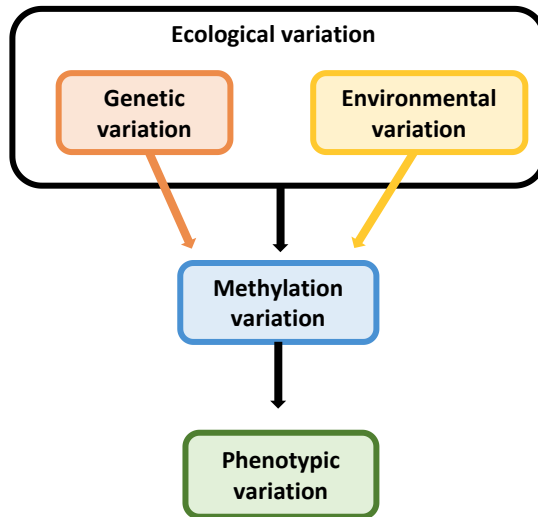 Ecological variation
Genetic
variation
Environmental
variation
Methylation
variation
Phenotypic
variation